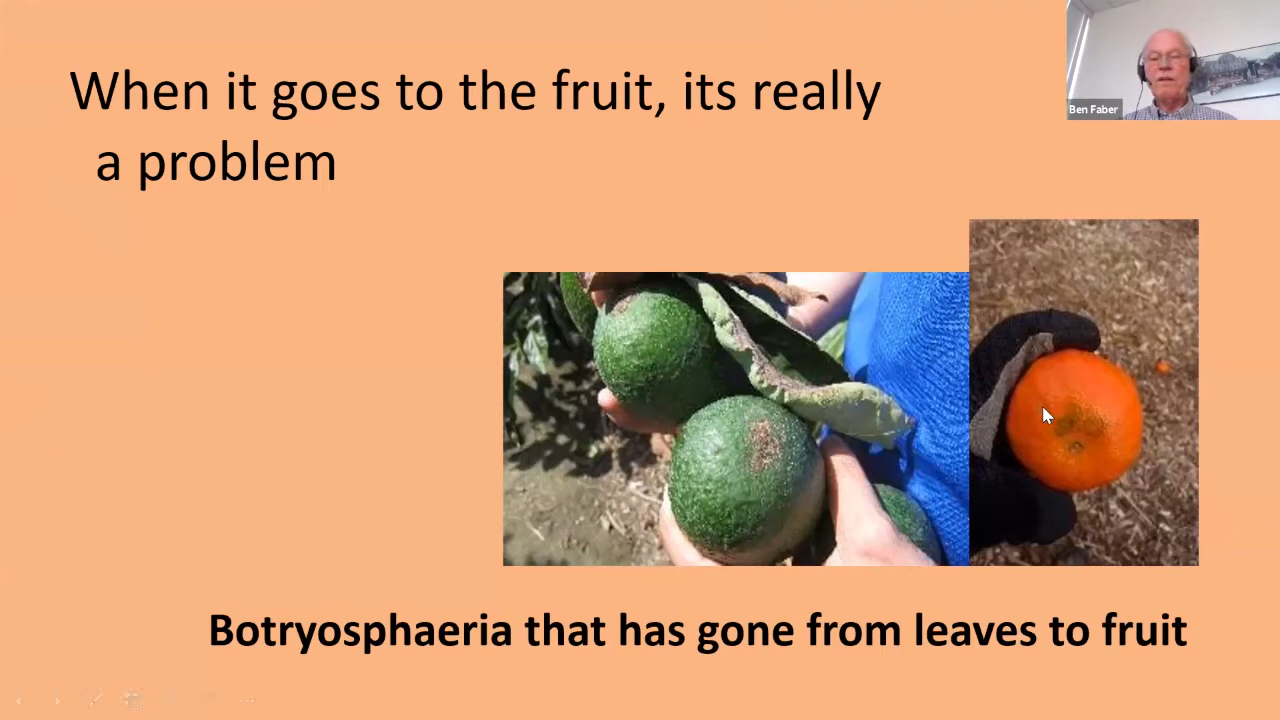 When it goes to the fruit, its really
a problem
Ben Faber
Botryosphaeria that has gone from leaves to fruit